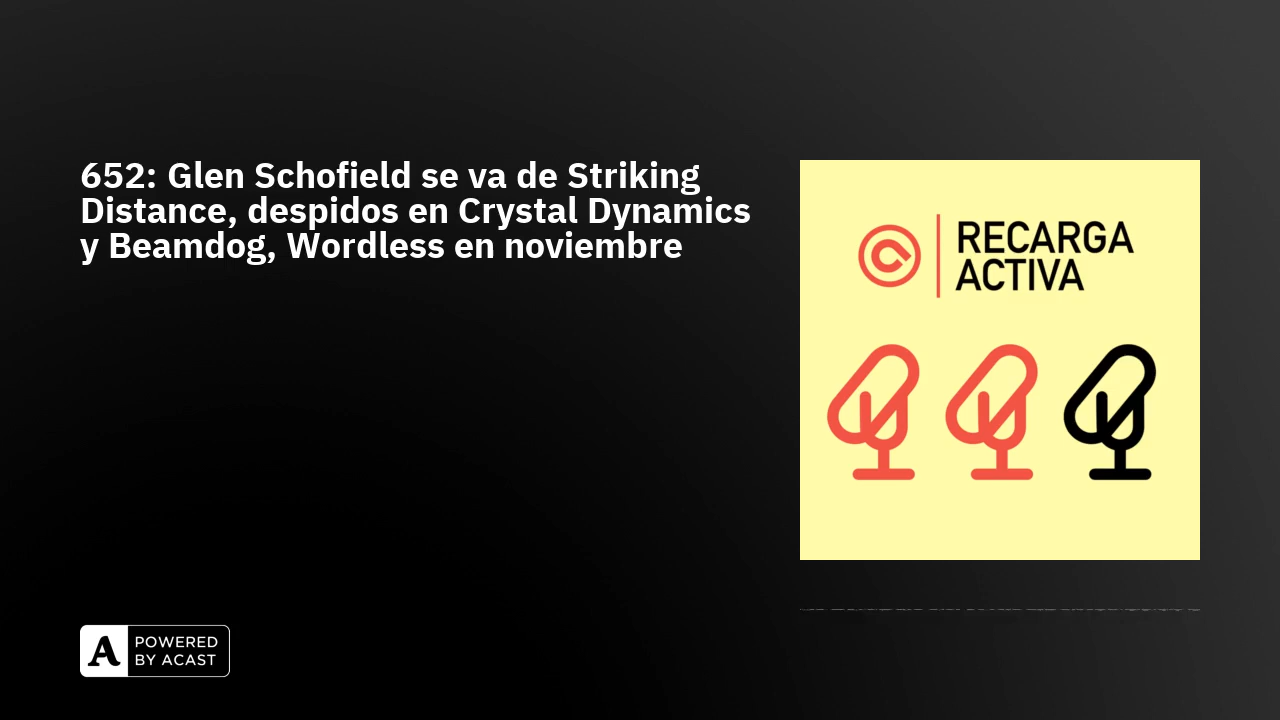 652: Glen Schofield se va de Striking
Distance, despidos en Crystal Dynamics
y Beamdog, Wordless en noviembre
RECARGA
ACTIVA
A POWERED
BY ACAST